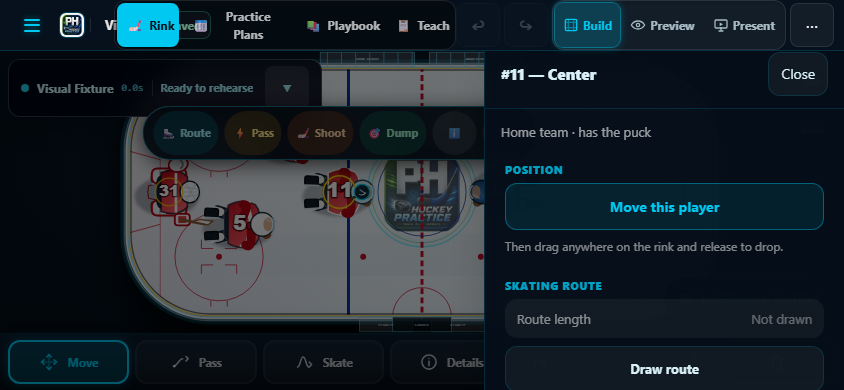 PH
Vi
Rink
ave
Practice
Plans
Playbook
Teach
Build
Preview
Present
...
Visual Fixture 0.0s Ready to rehearse
Route
Pass
Shoot
Dump
31
5
11
PH
HOCKEY
PRACTICE
#11 — Center
Close
Home team · has the puck
POSITION
Move this player
Then drag anywhere on the rink and release to drop.
SKATING ROUTE
Route length Not drawn
Draw route
Move
Pass
Skate
Details